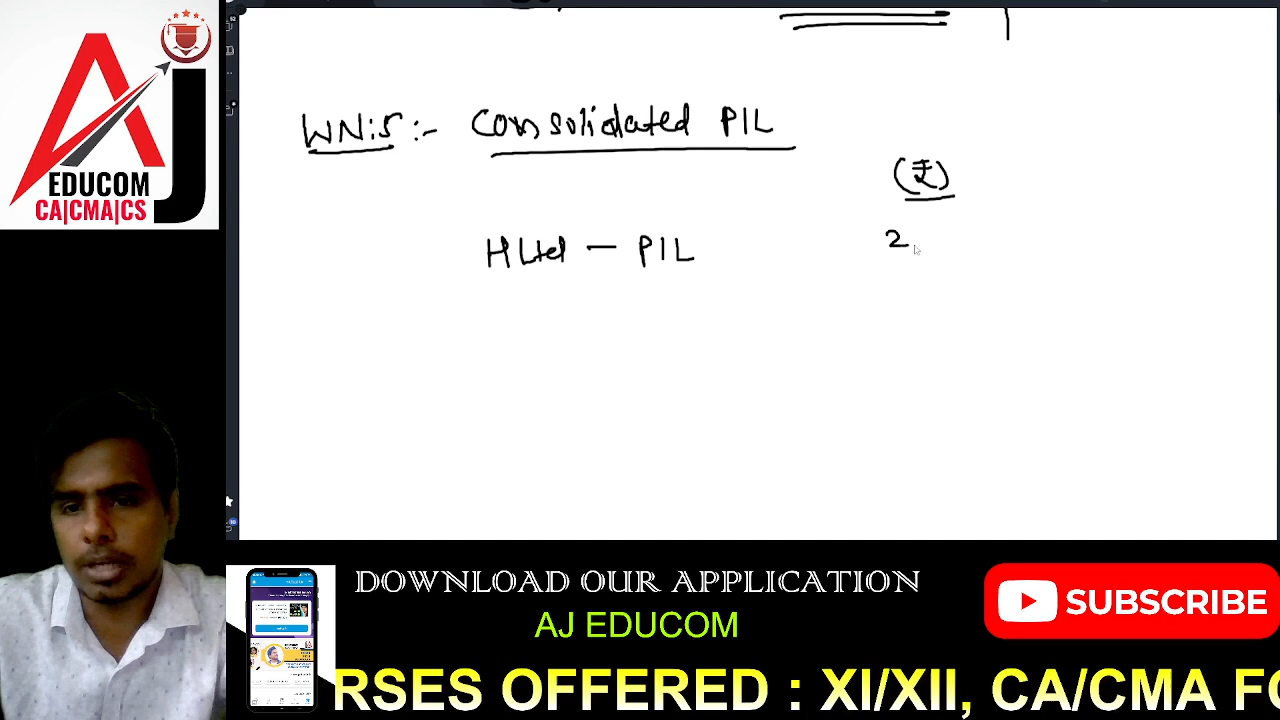 AJ
EDUCOM
CA|CMA|CS
WN:5:- Consolidated P/L
(₹)
H Ltd - P/L
2
DOWNLOAD OUR APPLICATION
AJ EDUCOM
SUBSCRIBE
RSES OFFERED : XI/XII, CA/CMA FO